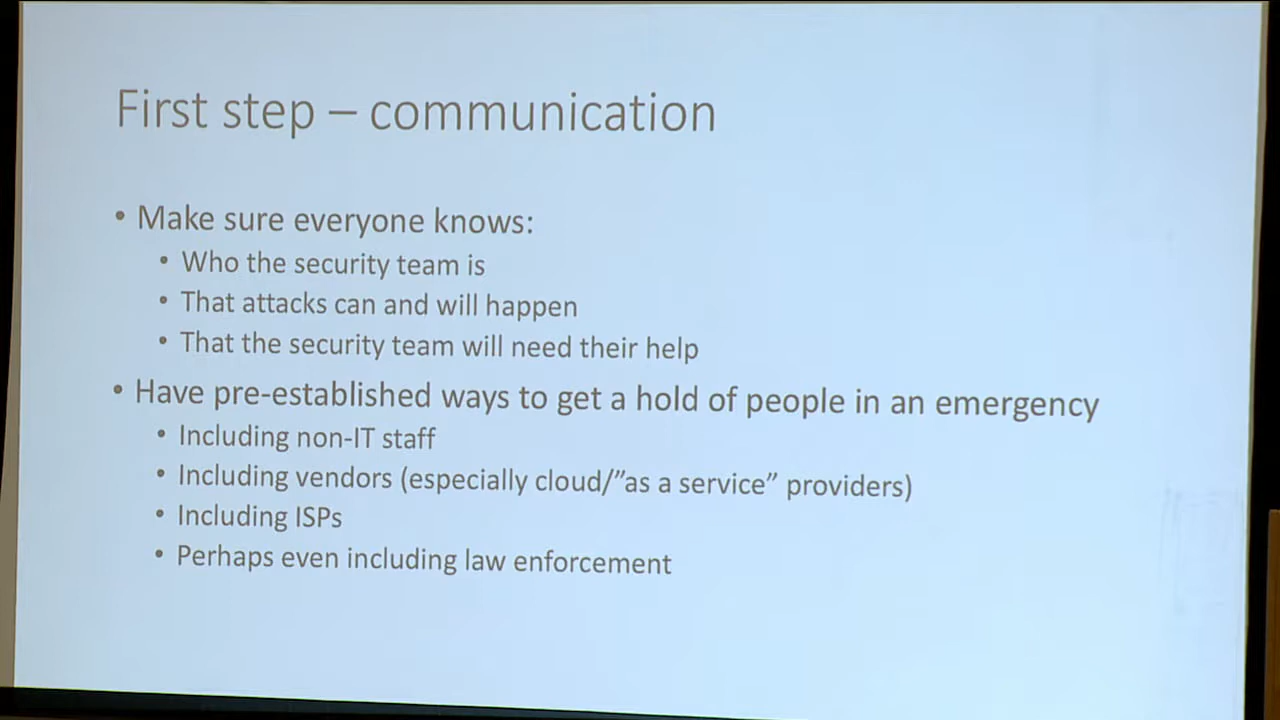 First step – communication
• Make sure everyone knows:
• Who the security team is
• That attacks can and will happen
• That the security team will need their help
• Have pre-established ways to get a hold of people in an emergency
• Including non-IT staff
• Including vendors (especially cloud/”as a service” providers)
• Including ISPs
• Perhaps even including law enforcement